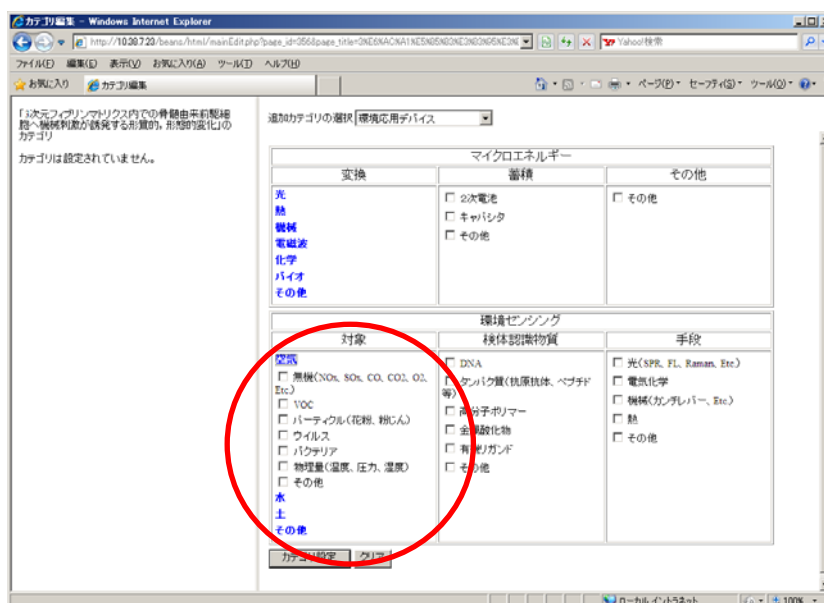 カテゴリ編集 - Windows Internet Explorer
Yahoo!検索
ファイル(F) 編集(E) 表示(V) お気に入り(A) ツール(T) ヘルプ(H)
お気に入り カテゴリ編集 ページ(P) セーフティ(S) ツール(O)
「3次元フィブリンマトリクス内での骨髄由来前駆細
胞へ機械刺激が誘発する形質的, 形態的変化」の
カテゴリ
カテゴリは設定されていません。
追加カテゴリの選択 環境応用デバイス
マイクロエネルギー
変換 蓄積 その他
光
熱
機械
電磁波
化学
バイオ
その他
2次電池
キャパシタ
その他
その他
環境センシング
対象 検体認識物質 手段
空気
無機(NOx, SOx, CO, CO2, O2,
Etc.)
VOC
パーティクル(花粉、粉じん)
ウイルス
バクテリア
物理量(温度、圧力、湿度)
その他
水
土
その他
DNA
タンパク質(抗原抗体、ペプチド
等)
高分子ポリマー
金属酸化物
有機リガンド
その他
光(SPR, FL, Raman, Etc.)
電気化学
機械(カンチレバー、Etc.)
熱
その他
カテゴリ設定 クリア
ローカル イントラネット 100%